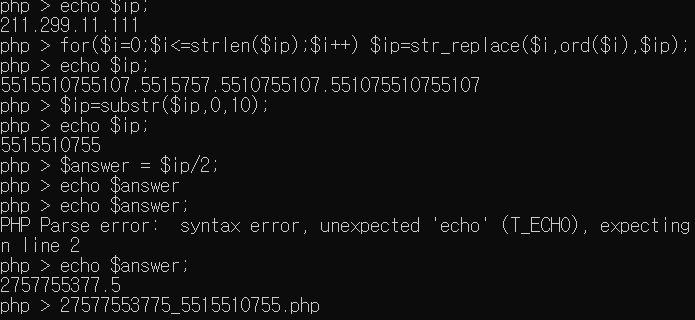 php > echo $ip;
211.299.11.111
php > for($i=0;$i<=strlen($ip);$i++) $ip=str_replace($i,ord($i),$ip);
php > echo $ip;
5515510755107.5515757.5510755107.551075510755107
php > $ip=substr($ip,0,10);
php > echo $ip;
5515510755
php > $answer = $ip/2;
php > echo $answer
php > echo $answer;
PHP Parse error:  syntax error, unexpected 'echo' (T_ECHO), expecting
n line 2
php > echo $answer;
2757755377.5
php > 27577553775_5515510755.php